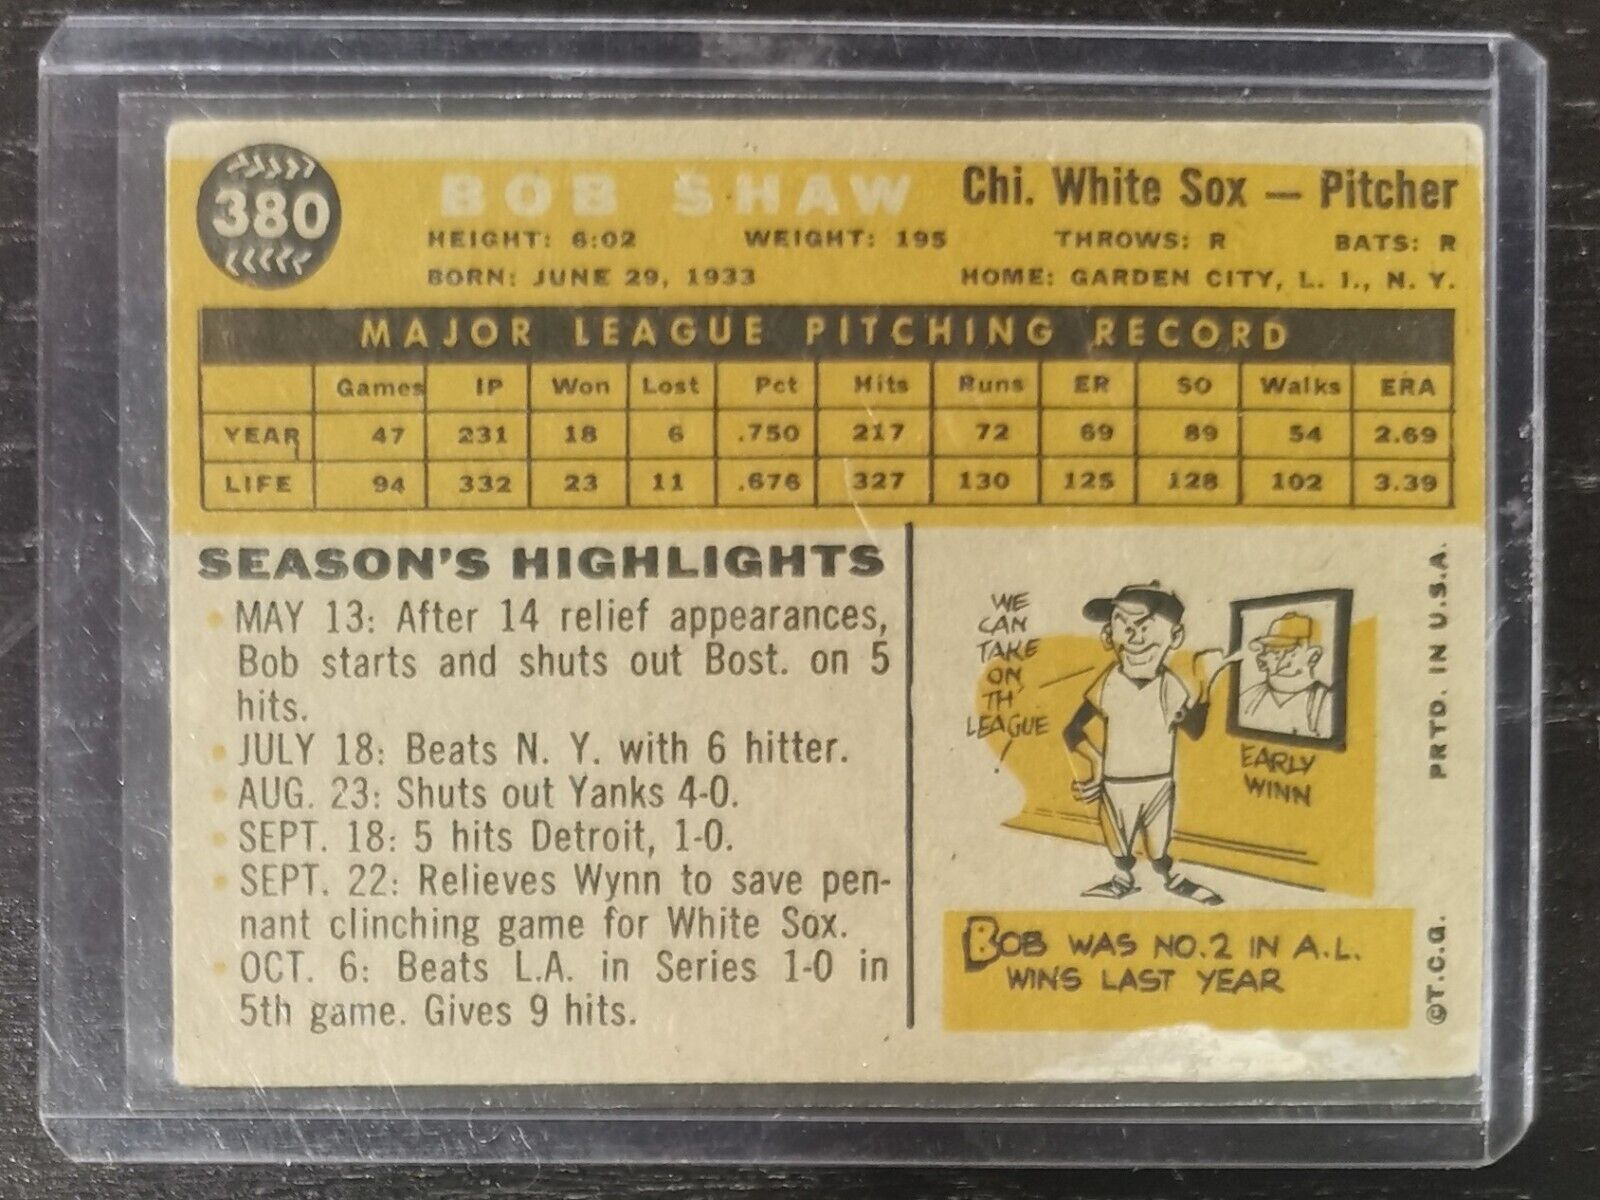 380
BOB SHAW
Chi. White Sox — Pitcher
HEIGHT: 6:02 WEIGHT: 195 THROWS: R BATS: R
BORN: JUNE 29, 1933 HOME: GARDEN CITY, L. I., N. Y.
MAJOR LEAGUE PITCHING RECORD
Games IP Won Lost Pct Hits Runs ER SO Walks ERA
YEAR 47 231 18 6 .750 217 72 69 89 54 2.69
LIFE 94 332 23 11 .676 327 130 125 128 102 3.39
SEASON'S HIGHLIGHTS
MAY 13: After 14 relief appearances,
Bob starts and shuts out Bost. on 5
hits.
JULY 18: Beats N. Y. with 6 hitter.
AUG. 23: Shuts out Yanks 4-0.
SEPT. 18: 5 hits Detroit, 1-0.
SEPT. 22: Relieves Wynn to save pen-
nant clinching game for White Sox.
OCT. 6: Beats L.A. in Series 1-0 in
5th game. Gives 9 hits.
WE
CAN
TAKE
ON
TH'
LEAGUE
!
EARLY
WINN
BOB WAS NO. 2 IN A.L.
WINS LAST YEAR
©T.C.G. PRTD. IN U.S.A.